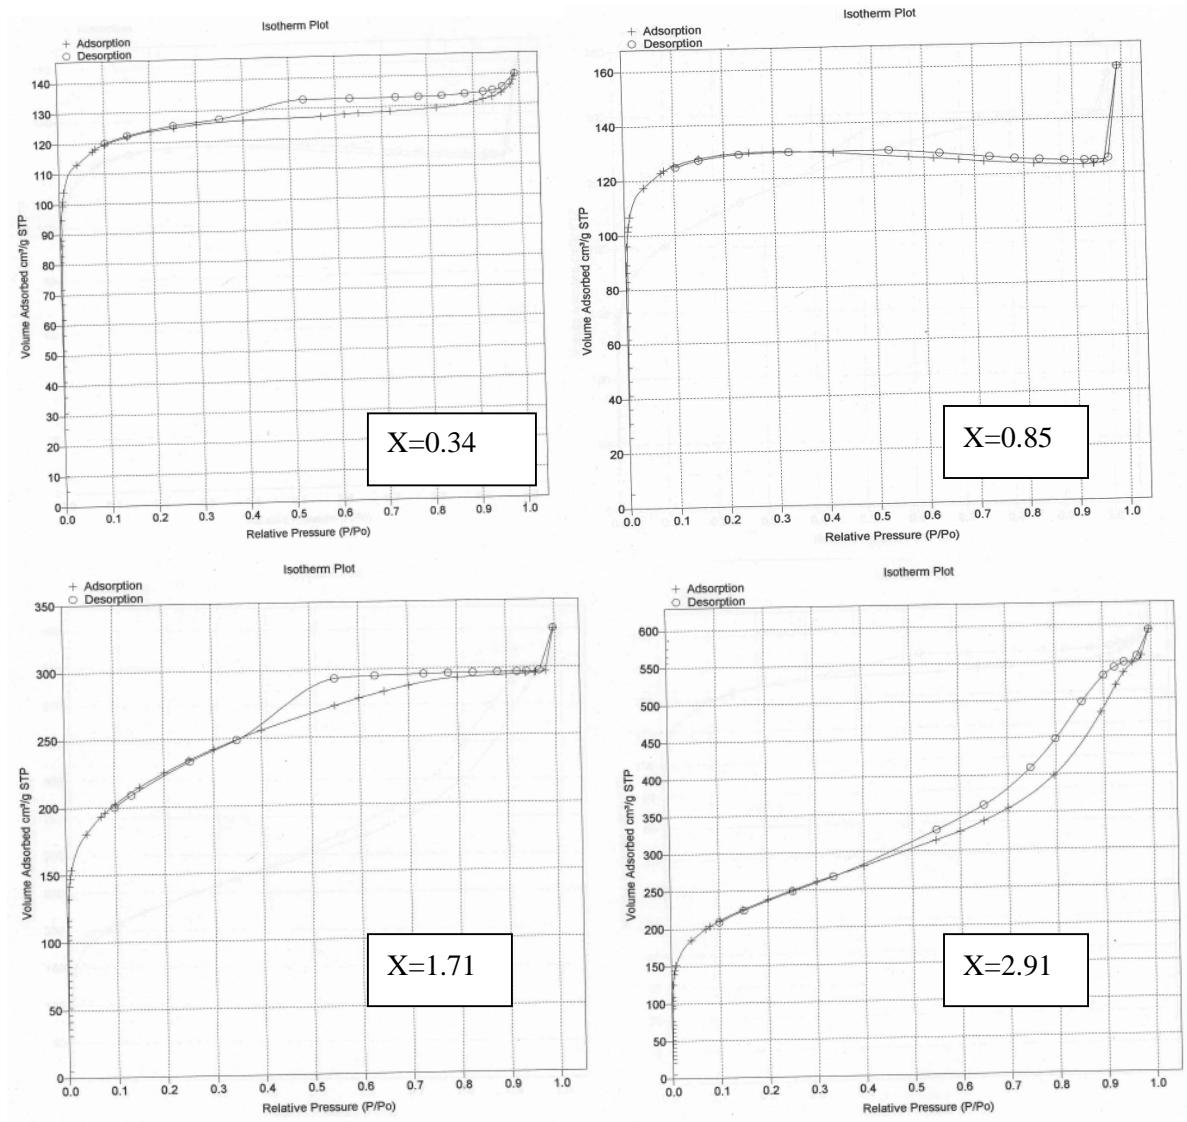 Isotherm Plot
+ Adsorption
○ Desorption
Volume Adsorbed cm³/g STP
140
130
120
110
100
90
80
70
60
50
40
30
20
10
0
0.0 0.1 0.2 0.3 0.4 0.5 0.6 0.7 0.8 0.9 1.0
Relative Pressure (P/Po)
X=0.34
Isotherm Plot
+ Adsorption
○ Desorption
Volume Adsorbed cm³/g STP
160
140
120
100
80
60
40
20
0
0.0 0.1 0.2 0.3 0.4 0.5 0.6 0.7 0.8 0.9 1.0
Relative Pressure (P/Po)
X=0.85
Isotherm Plot
+ Adsorption
○ Desorption
Volume Adsorbed cm³/g STP
350
300
250
200
150
100
50
0
0.0 0.1 0.2 0.3 0.4 0.5 0.6 0.7 0.8 0.9 1.0
Relative Pressure (P/Po)
X=1.71
Isotherm Plot
+ Adsorption
○ Desorption
Volume Adsorbed cm³/g STP
600
550
500
450
400
350
300
250
200
150
100
50
0
0.0 0.1 0.2 0.3 0.4 0.5 0.6 0.7 0.8 0.9 1.0
Relative Pressure (P/Po)
X=2.91